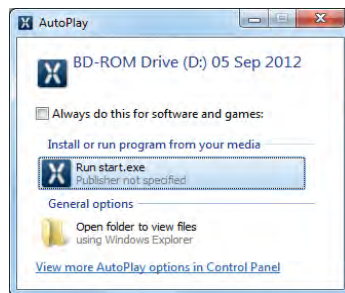 AutoPlay
BD-ROM Drive (D:) 05 Sep 2012
Always do this for software and games:
Install or run program from your media
Run start.exe
Publisher not specified
General options
Open folder to view files
using Windows Explorer
View more AutoPlay options in Control Panel